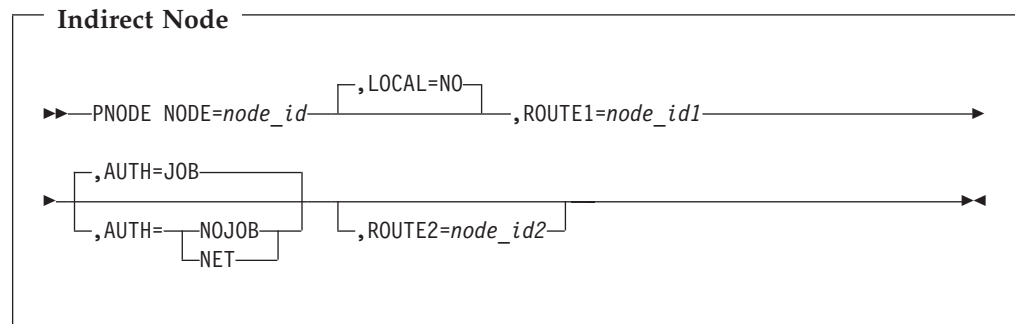 Indirect Node
,LOCAL=NO
PNODE NODE=node_id ,ROUTE1=node_id1
,AUTH=JOB
,AUTH= NOJOB ,ROUTE2=node_id2
NET